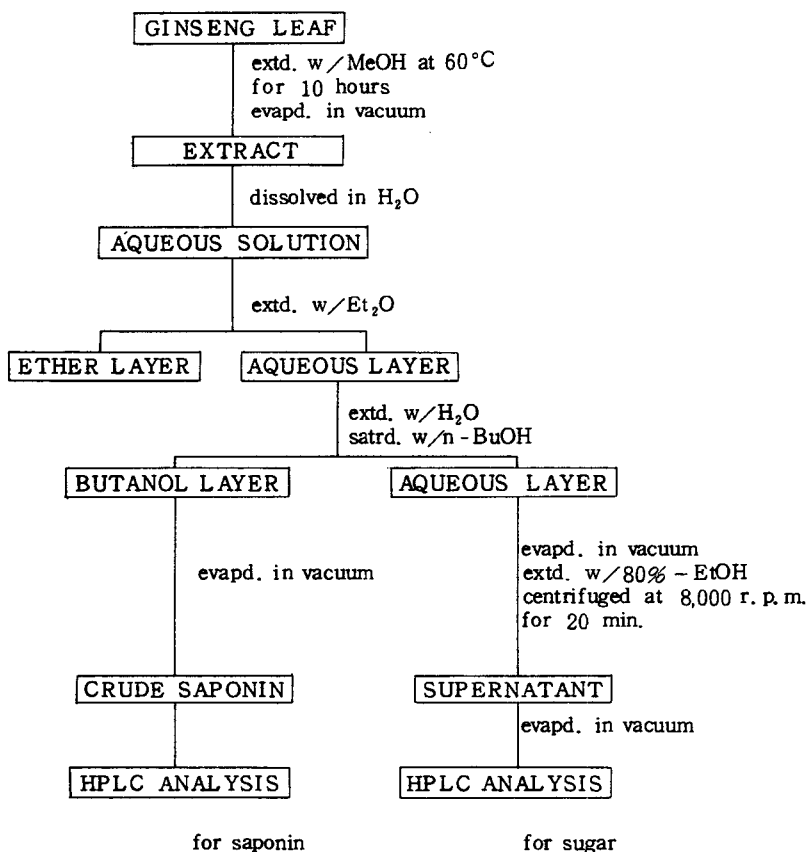 GINSENG LEAF
extd. w/MeOH at 60°C
for 10 hours
evapd. in vacuum
EXTRACT
dissolved in H₂O
AQUEOUS SOLUTION
extd. w/Et₂O
ETHER LAYER
AQUEOUS LAYER
extd. w/H₂O
satrd. w/n-BuOH
BUTANOL LAYER
AQUEOUS LAYER
evapd. in vacuum
evapd. in vacuum
extd. w/80% - EtOH
centrifuged at 8,000 r.p.m.
for 20 min.
CRUDE SAPONIN
SUPERNATANT
evapd. in vacuum
HPLC ANALYSIS
HPLC ANALYSIS
for saponin
for sugar